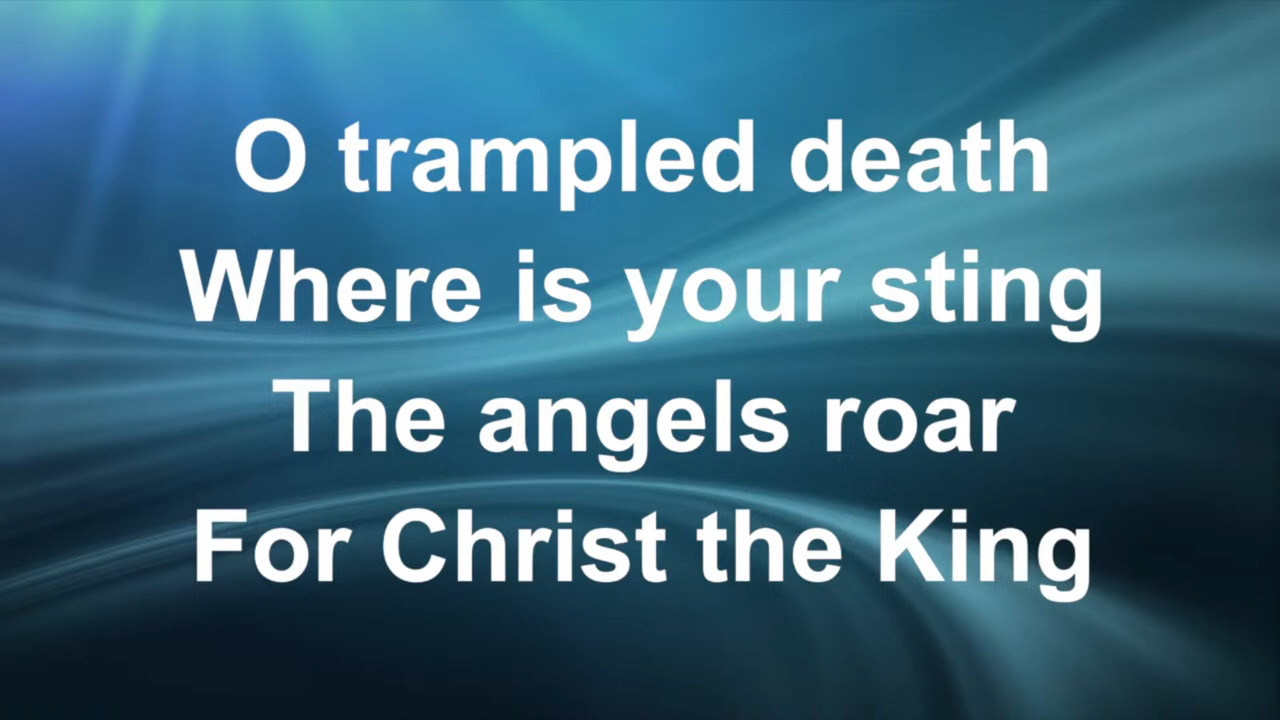 O trampled death
Where is your sting
The angels roar
For Christ the King